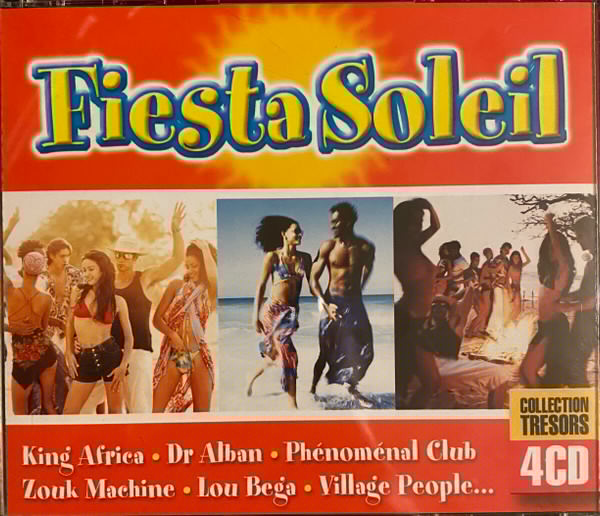 Fiesta Soleil
COLLECTION
TRESORS
4CD
King Africa • Dr Alban • Phénoménal Club
Zouk Machine • Lou Bega • Village People...